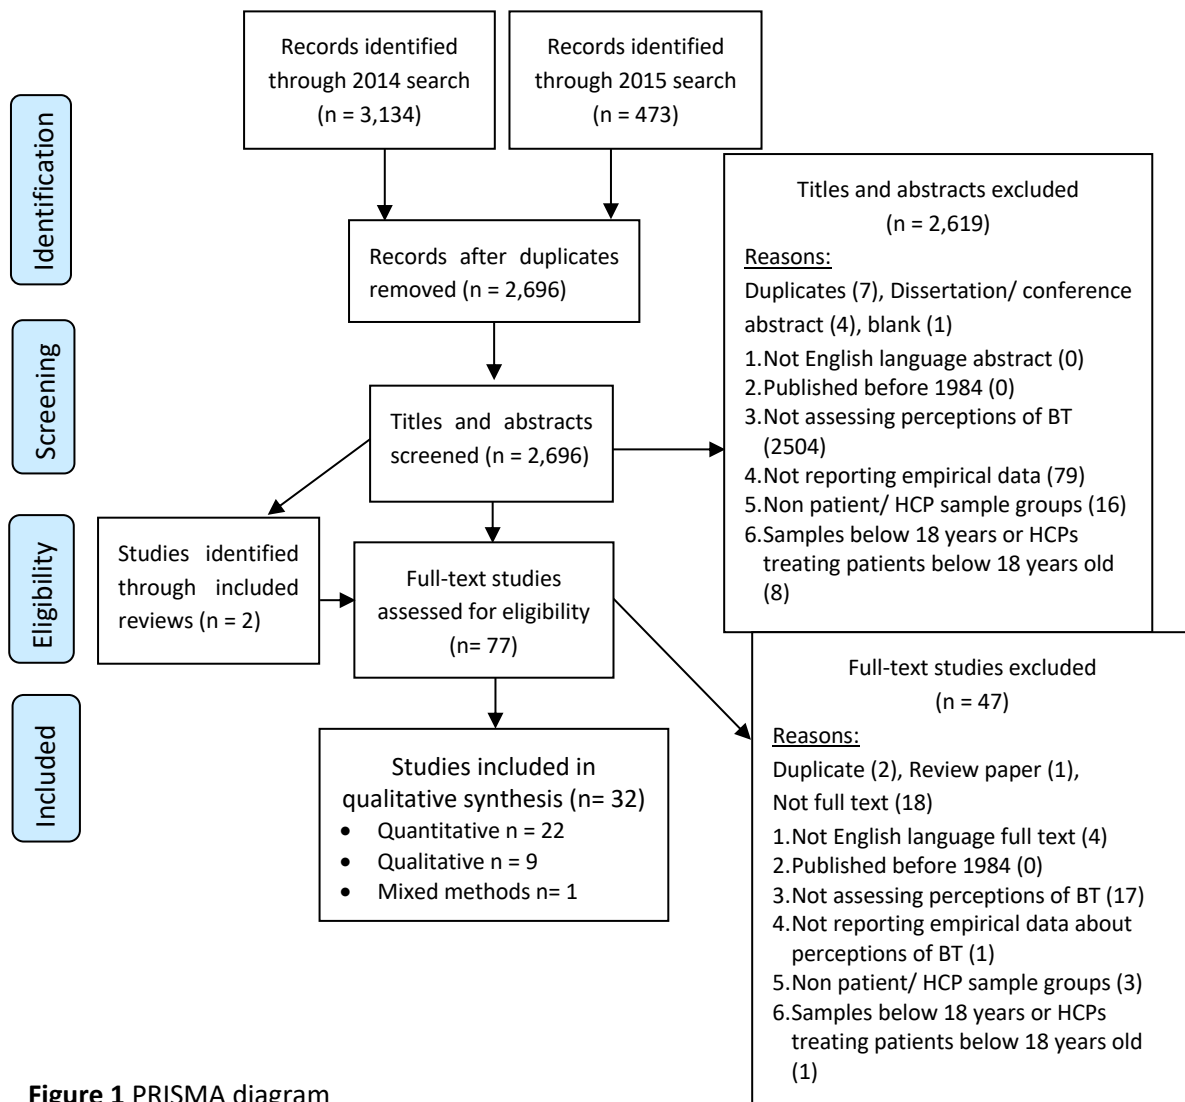 Records identified
through 2014 search
(n = 3,134)
Records identified
through 2015 search
(n = 473)
Identification
Records after duplicates
removed (n = 2,696)
Titles and abstracts excluded
(n = 2,619)
Reasons:
Duplicates (7), Dissertation/ conference
abstract (4), blank (1)
1.Not English language abstract (0)
2.Published before 1984 (0)
3.Not assessing perceptions of BT
(2504)
4.Not reporting empirical data (79)
5.Non patient/ HCP sample groups (16)
6.Samples below 18 years or HCPs
treating patients below 18 years old
(8)
Screening
Titles and abstracts
screened (n = 2,696)
Eligibility
Studies identified
through included
reviews (n = 2)
Full-text studies
assessed for eligibility
(n= 77)
Full-text studies excluded
(n = 47)
Reasons:
Duplicate (2), Review paper (1),
Not full text (18)
1.Not English language full text (4)
2.Published before 1984 (0)
3.Not assessing perceptions of BT (17)
4.Not reporting empirical data about
perceptions of BT (1)
5.Non patient/ HCP sample groups (3)
6.Samples below 18 years or HCPs
treating patients below 18 years old
(1)
Included
Studies included in
qualitative synthesis (n= 32)
• Quantitative n = 22
• Qualitative n = 9
• Mixed methods n= 1
Figure 1 PRISMA diagram